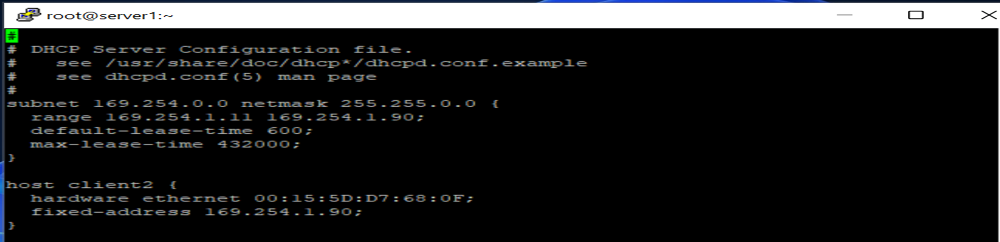 root@server1:~
#
# DHCP Server Configuration file.
#   see /usr/share/doc/dhcp*/dhcpd.conf.example
#   see dhcpd.conf(5) man page
#
subnet 169.254.0.0 netmask 255.255.0.0 {
  range 169.254.1.11 169.254.1.90;
  default-lease-time 600;
  max-lease-time 432000;
}
host client2 {
  hardware ethernet 00:15:5D:D7:68:0F;
  fixed-address 169.254.1.90;
}